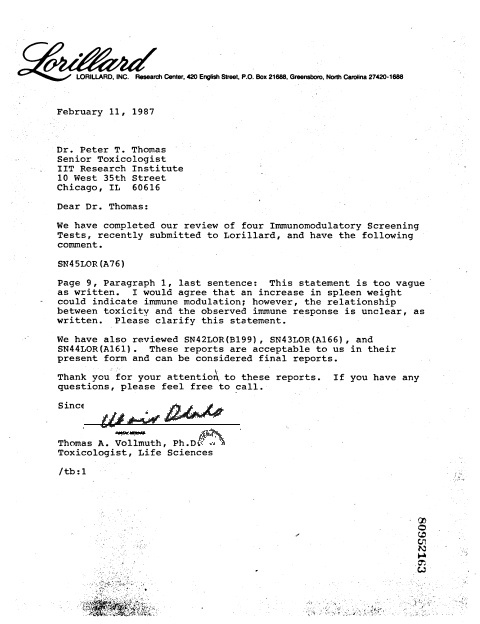 Lorillard
LORILLARD, INC. Research Center, 420 English Street, P.O. Box 21688, Greensboro, North Carolina 27420-1688
February 11, 1987
Dr. Peter T. Thomas
Senior Toxicologist
IIT Research Institute
10 West 35th Street
Chicago, IL 60616
Dear Dr. Thomas:
We have completed our review of four Immunomodulatory Screening
Tests, recently submitted to Lorillard, and have the following
comment.
SN45LOR(A76)
Page 9, Paragraph 1, last sentence: This statement is too vague
as written. I would agree that an increase in spleen weight
could indicate immune modulation; however, the relationship
between toxicity and the observed immune response is unclear, as
written. Please clarify this statement.
We have also reviewed SN42LOR(B199), SN43LOR(A166), and
SN44LOR(A161). These reports are acceptable to us in their
present form and can be considered final reports.
Thank you for your attention to these reports. If you have any
questions, please feel free to call.
Since
Thomas A. Vollmuth, Ph.D
Toxicologist, Life Sciences
/tb:1
80952163